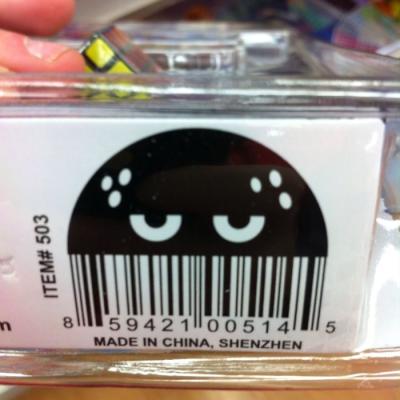 ITEM# 503
m
8 59421 00514 5
MADE IN CHINA, SHENZHEN